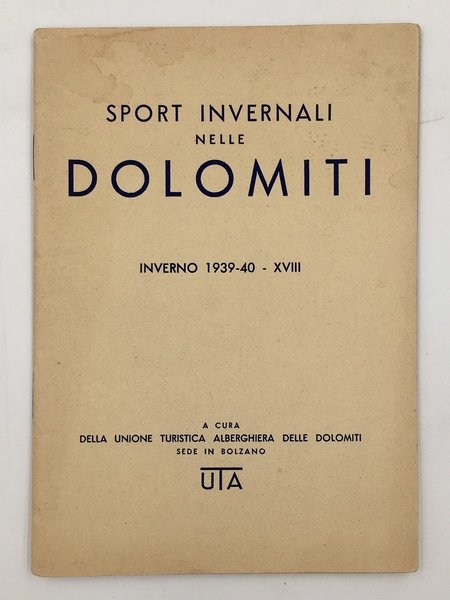 SPORT INVERNALI
NELLE
DOLOMITI
INVERNO 1939-40 - XVIII
A CURA
DELLA UNIONE TURISTICA ALBERGHIERA DELLE DOLOMITI
SEDE IN BOLZANO
UTA